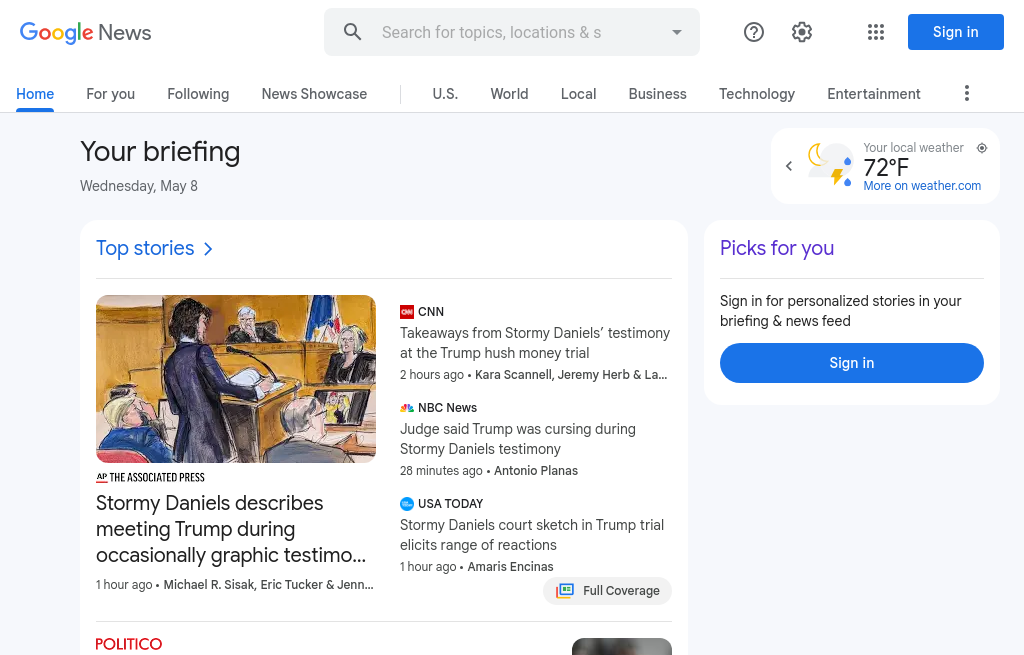 Google News
Search for topics, locations & s
Sign in
Home
For you
Following
News Showcase
U.S.
World
Local
Business
Technology
Entertainment
Your briefing
Wednesday, May 8
Your local weather
72°F
More on weather.com
Top stories
THE ASSOCIATED PRESS
AP
Stormy Daniels describes
meeting Trump during
occasionally graphic testimo...
1 hour ago • Michael R. Sisak, Eric Tucker & Jenn...
CNN
CNN
Takeaways from Stormy Daniels’ testimony
at the Trump hush money trial
2 hours ago • Kara Scannell, Jeremy Herb & La...
NBC News
Judge said Trump was cursing during
Stormy Daniels testimony
28 minutes ago • Antonio Planas
USA TODAY
Stormy Daniels court sketch in Trump trial
elicits range of reactions
1 hour ago • Amaris Encinas
Full Coverage
POLITICO
Picks for you
Sign in for personalized stories in your
briefing & news feed
Sign in